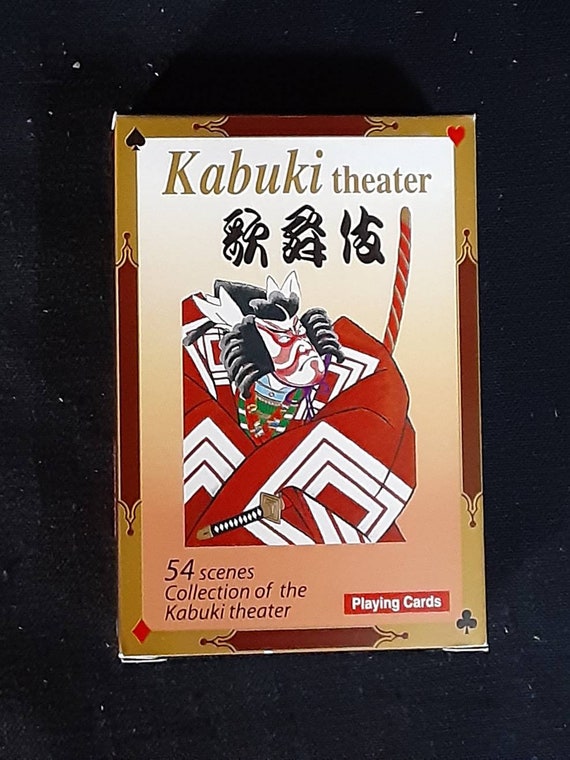 Kabuki theater
歌舞伎
54 scenes
Collection of the
Kabuki theater
Playing Cards